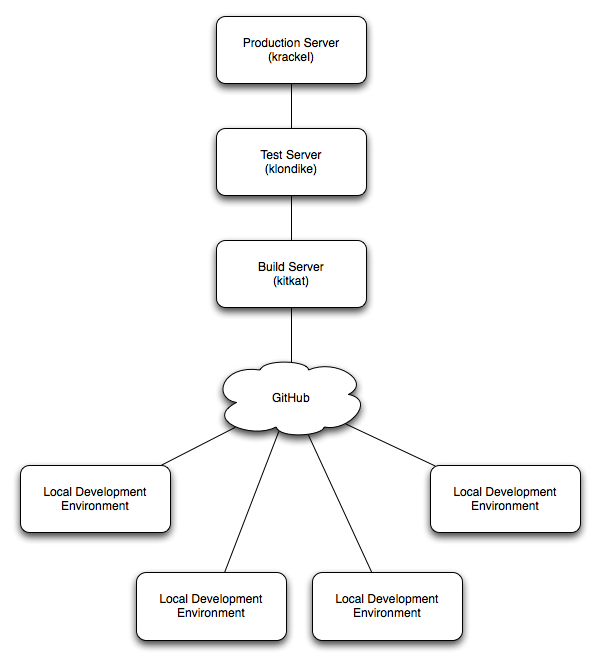 Production Server
(krackel)
Test Server
(klondike)
Build Server
(kitkat)
GitHub
Local Development
Environment
Local Development
Environment
Local Development
Environment
Local Development
Environment